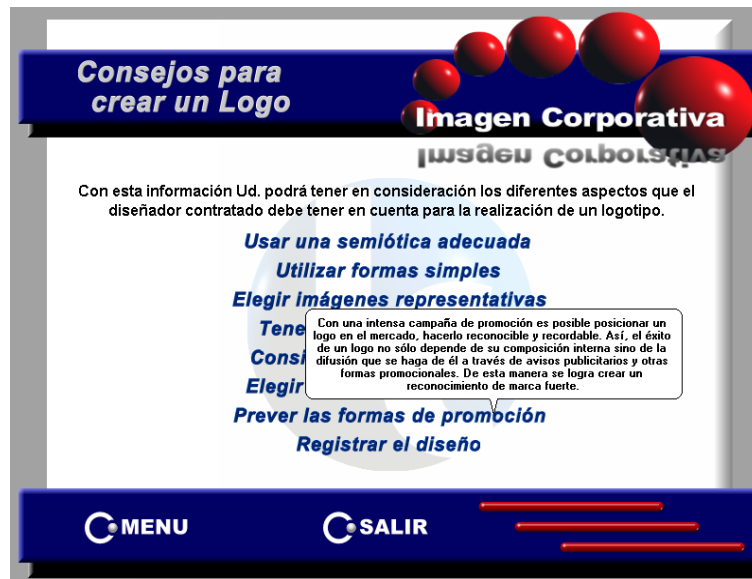 Consejos para
crear un Logo
Imagen Corporativa
Imagen Corporativa
Con esta información Ud. podrá tener en consideración los diferentes aspectos que el
diseñador contratado debe tener en cuenta para la realización de un logotipo.
Usar una semiótica adecuada
Utilizar formas simples
Elegir imágenes representativas
Tene
Consi
Elegir
Con una intensa campaña de promoción es posible posicionar un
logo en el mercado, hacerlo reconocible y recordable. Así, el éxito
de un logo no sólo depende de su composición interna sino de la
difusión que se haga de él a través de avisos publicitarios y otras
formas promocionales. De esta manera se logra crear un
reconocimiento de marca fuerte.
Prever las formas de promoción
Registrar el diseño
MENU
SALIR